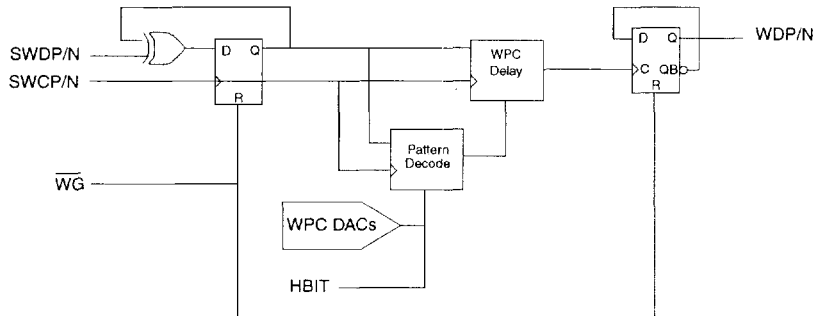 SWDP/N
SWCP/N
D Q
R
WPC
Delay
D Q
C QB
R
WDP/N
Pattern
Decode
WG
WPC DACs
HBIT